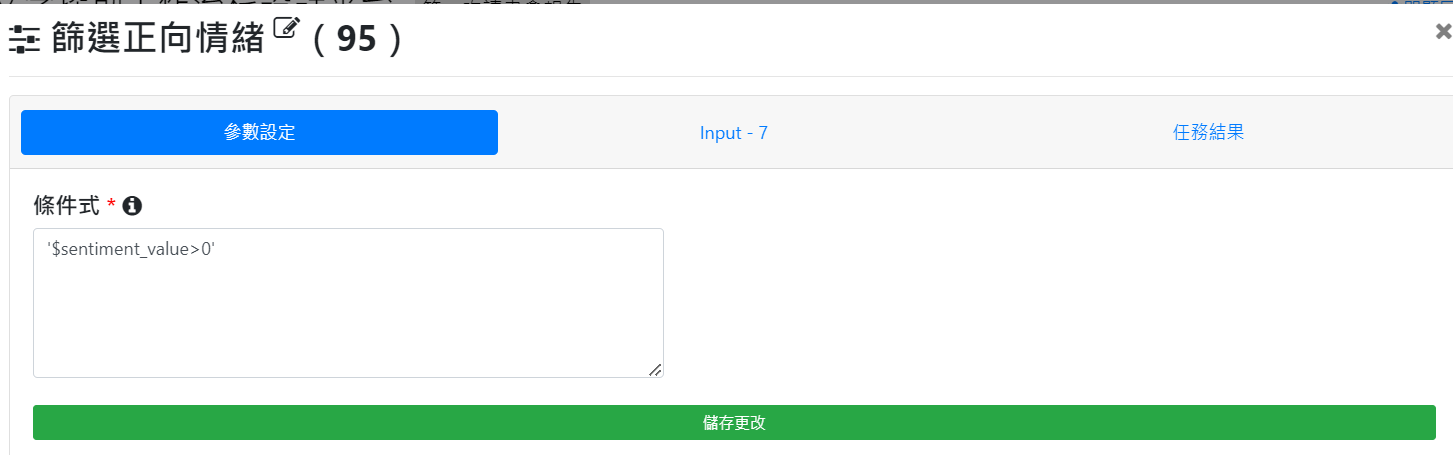 篩選正向情緒 ( 95 )
參數設定 Input - 7 任務結果
條件式 *
'$sentiment_value>0'
儲存更改